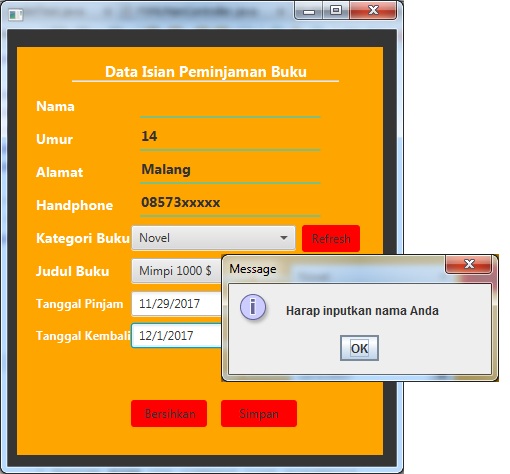 Data Isian Peminjaman Buku
Nama
Umur 14
Alamat Malang
Handphone 08573xxxxx
Kategori Buku Novel Refresh
Message
Judul Buku Mimpi 1000 $
Tanggal Pinjam 11/29/2017
Harap inputkan nama Anda
Tanggal Kembali 12/1/2017
OK
Bersihkan Simpan